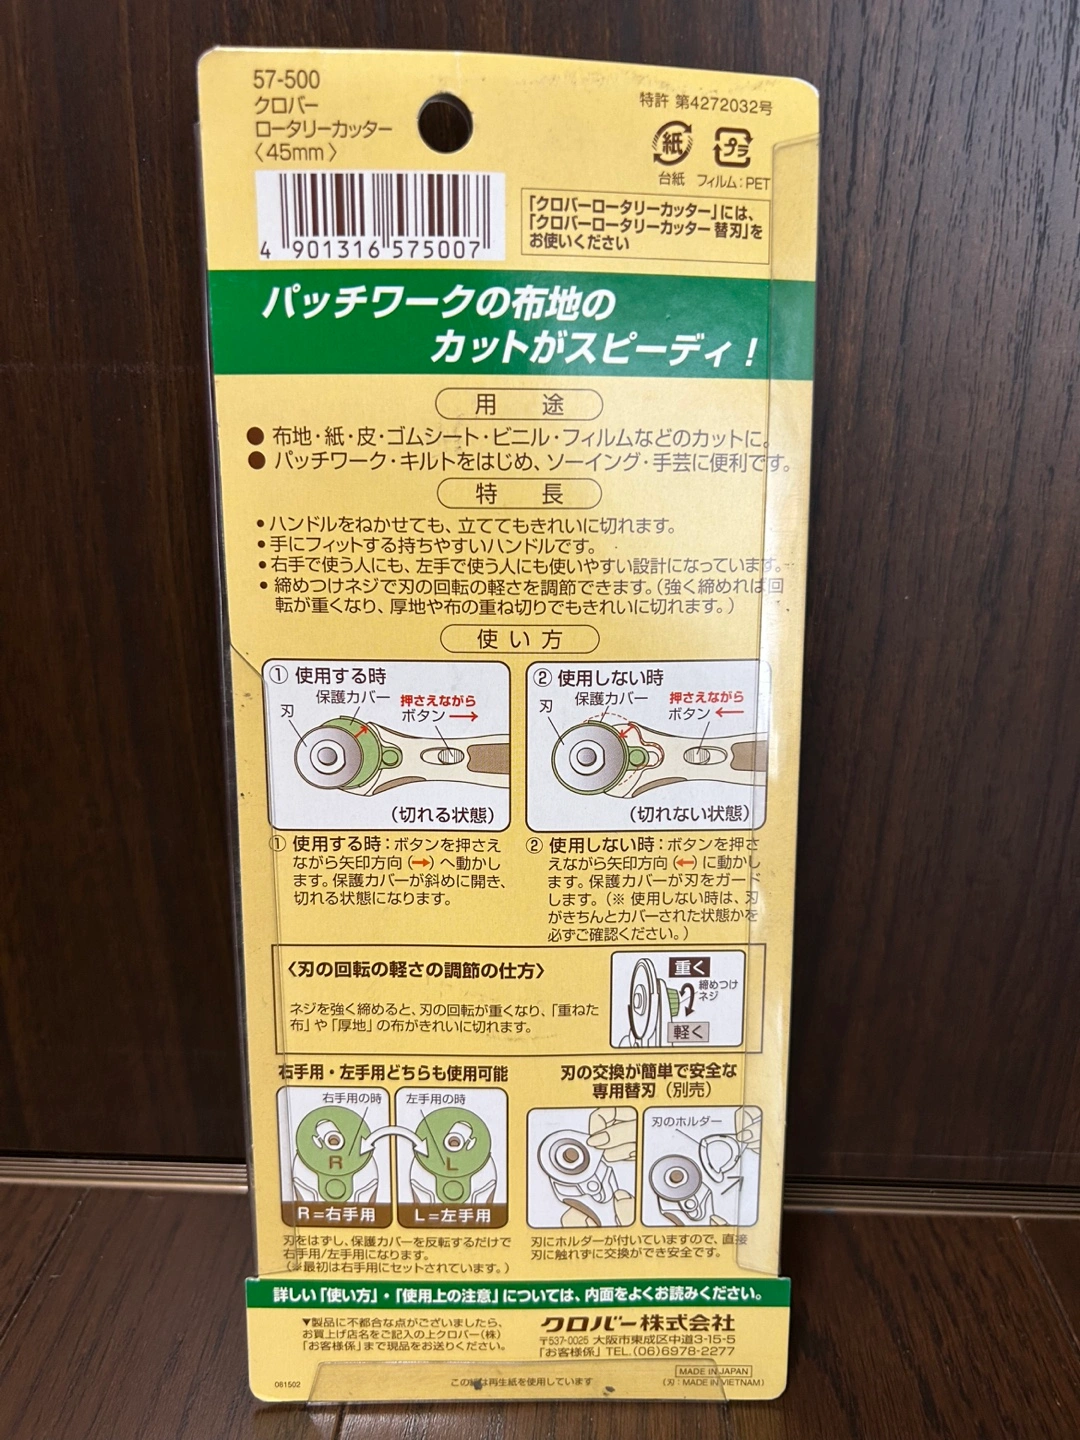 57-500
クロバー
ロータリーカッター
〈45mm〉
4 901316 575007
特許 第4272032号
紙 プラ
台紙 フィルム：PET
「クロバーロータリーカッター」には、
「クロバーロータリーカッター 替刃」を
お使いください
パッチワークの布地の
カットがスピーディ！
用 途
● 布地・紙・皮・ゴムシート・ビニル・フィルムなどのカットに。
● パッチワーク・キルトをはじめ、ソーイング・手芸に便利です。
特 長
• ハンドルをねかせても、立ててもきれいに切れます。
• 手にフィットする持ちやすいハンドルです。
• 右手で使う人にも、左手で使う人にも使いやすい設計になっています。
• 締めつけネジで刃の回転の軽さを調節できます。（強く締めれば回
転が重くなり、厚地や布の重ね切りでもきれいに切れます。）
使 い 方
① 使用する時
保護カバー
刃
押さえながら
ボタン→
（切れる状態）
② 使用しない時
保護カバー
刃
押さえながら
ボタン←
（切れない状態）
① 使用する時：ボタンを押さえ
ながら矢印方向（→）へ動かし
ます。保護カバーが斜めに開き、
切れる状態になります。
② 使用しない時：ボタンを押さ
えながら矢印方向（←）に動かし
ます。保護カバーが刃をガード
します。（※ 使用しない時は、刃
がきちんとカバーされた状態かを
必ずご確認ください。）
〈刃の回転の軽さの調節の仕方〉
ネジを強く締めると、刃の回転が重くなり、「重ねた
布」や「厚地」の布がきれいに切れます。
重く
締めつけ
ネジ
軽く
右手用・左手用どちらも使用可能
右手用の時
R
R＝右手用
左手用の時
L
L＝左手用
刃をはずし、保護カバーを反転するだけで
右手用/左手用になります。
（※最初は右手用にセットされています。）
刃の交換が簡単で安全な
専用替刃（別売）
刃のホルダー
刃にホルダーが付いていますので、直接
刃に触れずに交換ができ安全です。
詳しい「使い方」・「使用上の注意」については、内面をよくお読みください。
▼製品に不都合な点がございましたら、
お買上げ店名をご記入の上クロバー（株）
「お客様係」まで現品をお送りください。
クロバー株式会社
〒537-0025 大阪市東成区中道3-15-5
「お客様係」TEL.(06)6978-2277
MADE IN JAPAN
（刃：MADE IN VIETNAM）
061502
この紙は再生紙を使用しています